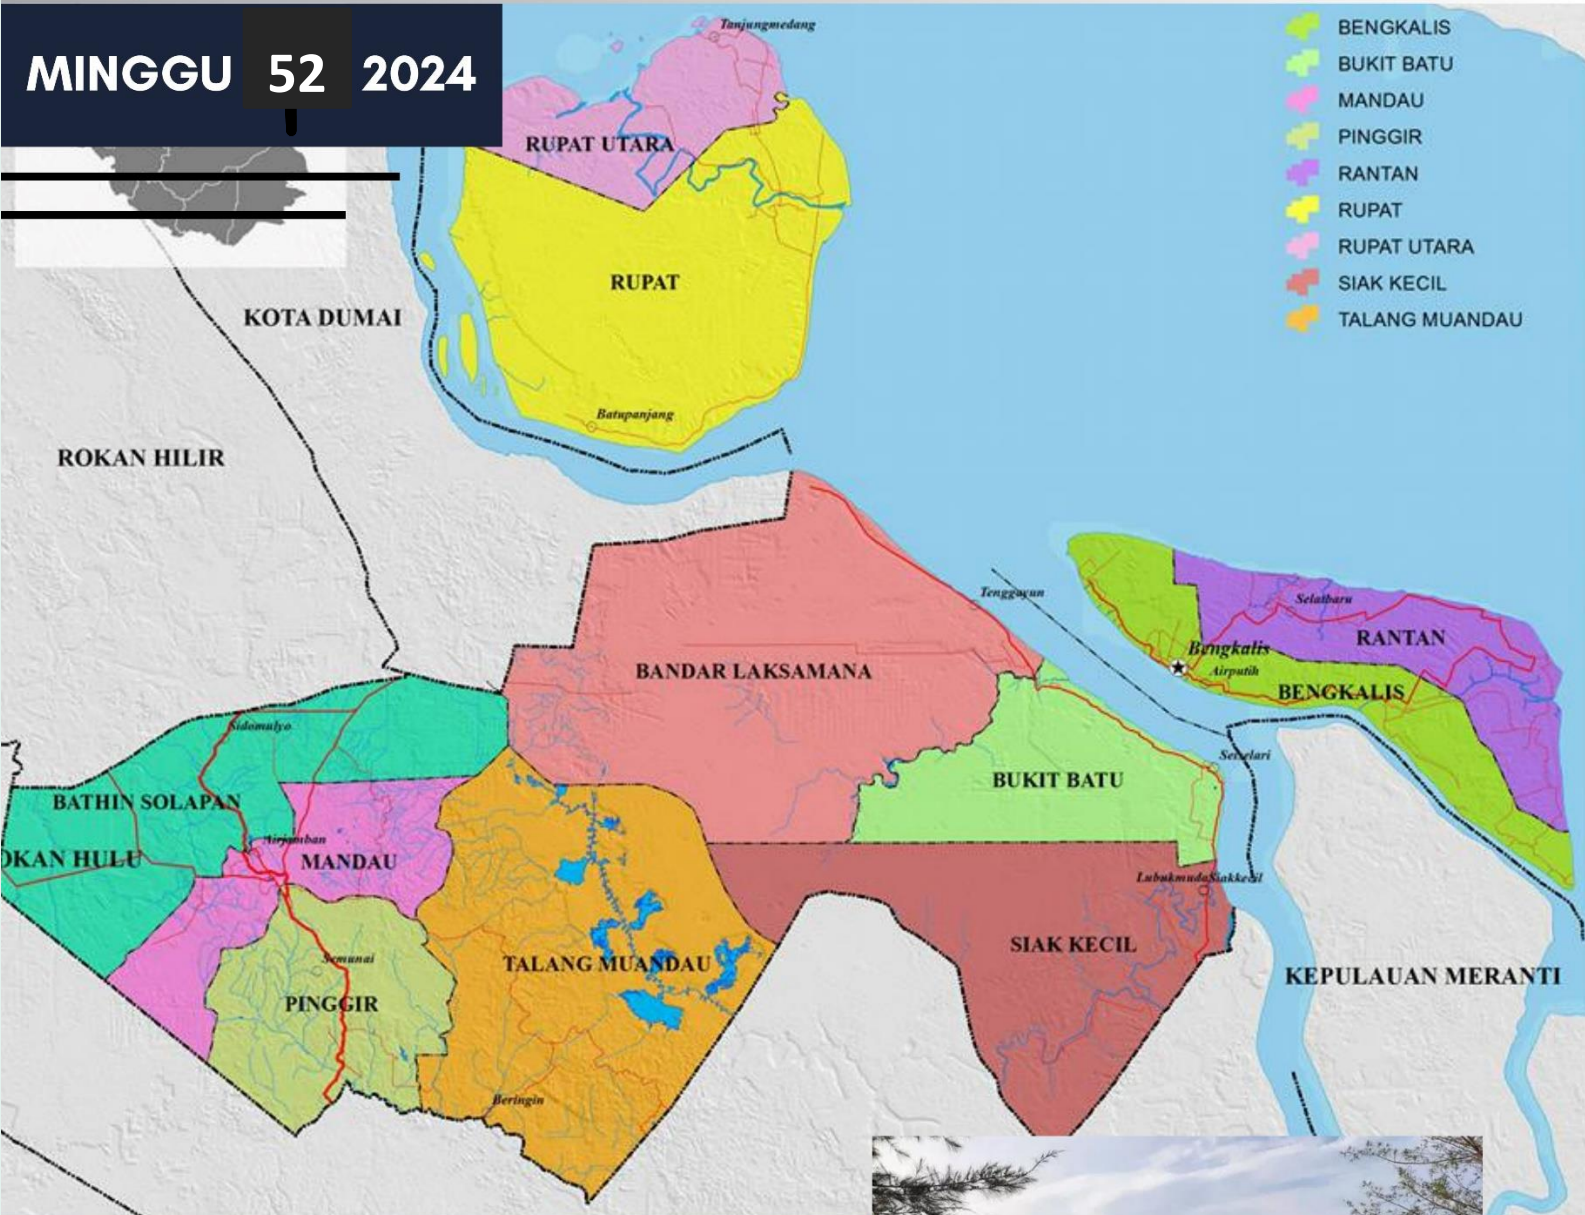 MINGGU 52 2024
BENGKALIS
BUKIT BATU
MANDAU
PINGGIR
RANTAN
RUPAT
RUPAT UTARA
SIAK KECIL
TALANG MUANDAU
Tanjungmedang
RUPAT UTARA
RUPAT
KOTA DUMAI
Batupanjang
ROKAN HILIR
Tenggayun
Selatbaru
RANTAN
Bengkalis
Airputih
BENGKALIS
BANDAR LAKSAMANA
Sidomulyo
BUKIT BATU
BATHIN SOLAPAN
Airjamban
OKAN HULU
MANDAU
LubukmudaSiakkecil
SIAK KECIL
Semunai
TALANG MUANDAU
KEPULAUAN MERANTI
PINGGIR
Beringin